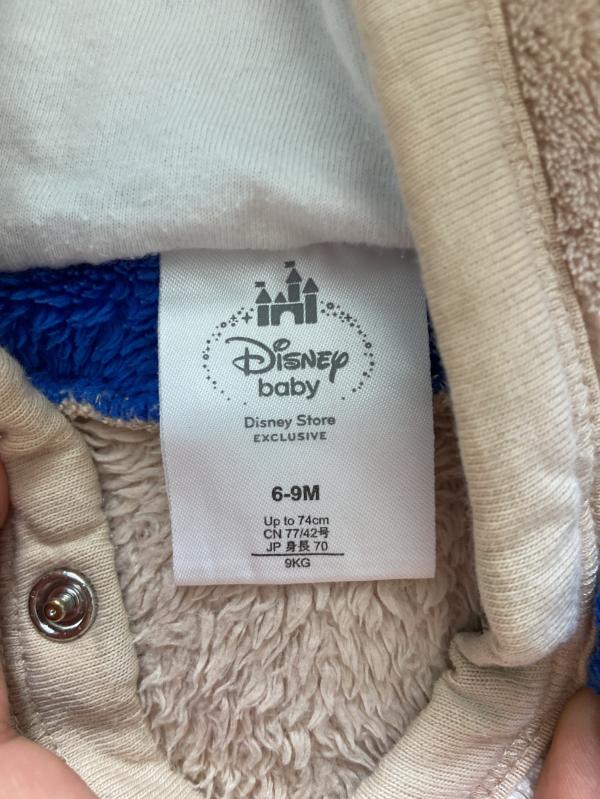 Disney
baby
Disney Store
EXCLUSIVE
6-9M
Up to 74cm
CN 77/42号
JP 身長 70
9KG